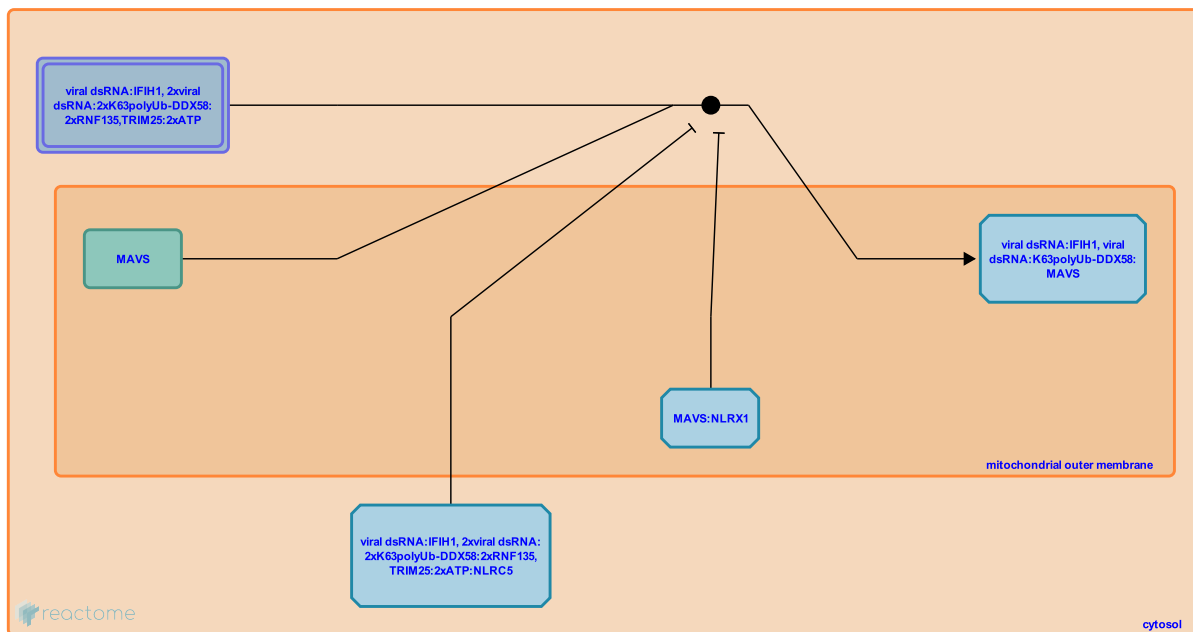 viral dsRNA:IFIH1, 2xviral
dsRNA:2xK63polyUb-DDX58:
2xRNF135,TRIM25:2xATP
MAVS
viral dsRNA:IFIH1, viral
dsRNA:K63polyUb-DDX58:
MAVS
MAVS:NLRX1
mitochondrial outer membrane
viral dsRNA:IFIH1, 2xviral dsRNA:
2xK63polyUb-DDX58:2xRNF135,
TRIM25:2xATP:NLRC5
reactome
cytosol